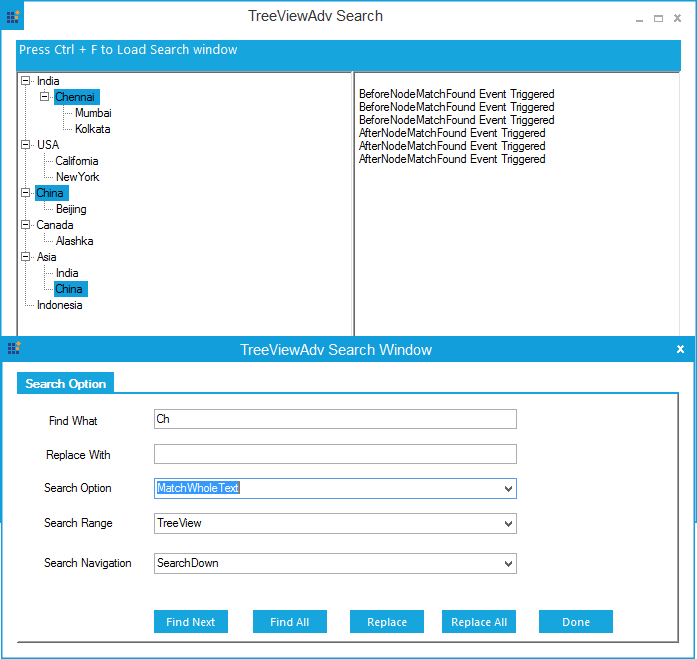 TreeViewAdv Search
Press Ctrl + F to Load Search window
India
Chennai
Mumbai
Kolkata
USA
California
NewYork
China
Beijing
Canada
Alashka
Asia
India
China
Indonesia
BeforeNodeMatchFound Event Triggered
BeforeNodeMatchFound Event Triggered
BeforeNodeMatchFound Event Triggered
AfterNodeMatchFound Event Triggered
AfterNodeMatchFound Event Triggered
AfterNodeMatchFound Event Triggered
TreeViewAdv Search Window
Search Option
Find What Ch
Replace With
Search Option MatchWholeText
Search Range TreeView
Search Navigation SearchDown
Find Next Find All Replace Replace All Done